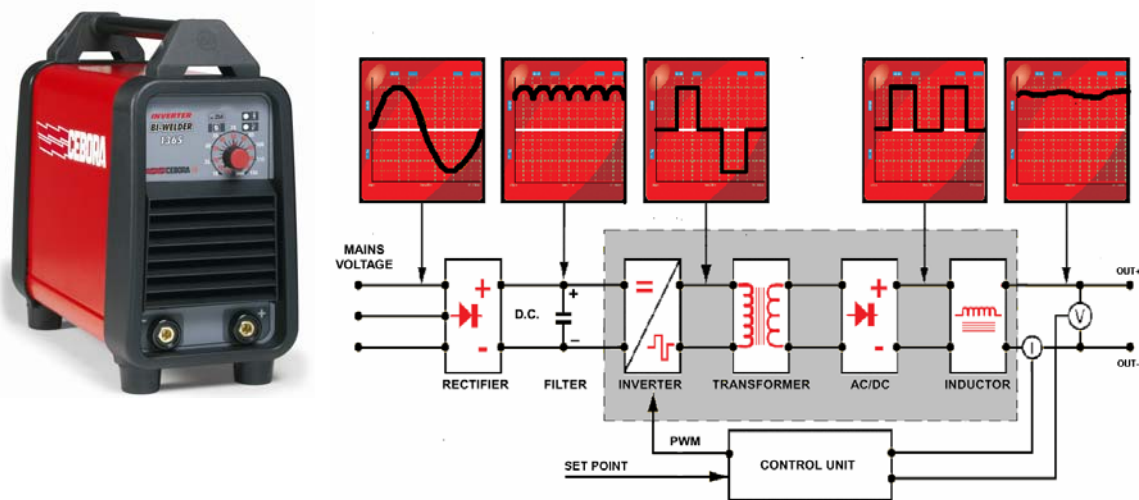 INVERTER
BI-WELDER
1165
CEBORA
CEBORA
+
MAINS
VOLTAGE
+
-
RECTIFIER
D.C.
+
−
FILTER
=
INVERTER
TRANSFORMER
+
-
AC/DC
INDUCTOR
V
I
OUT+
OUT-
PWM
SET POINT
CONTROL UNIT